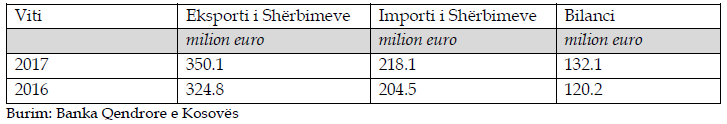 Viti Eksporti i Shërbimeve Importi i Shërbimeve Bilanci
milion euro milion euro milion euro
2017 350.1 218.1 132.1
2016 324.8 204.5 120.2
Burim: Banka Qendrore e Kosovës